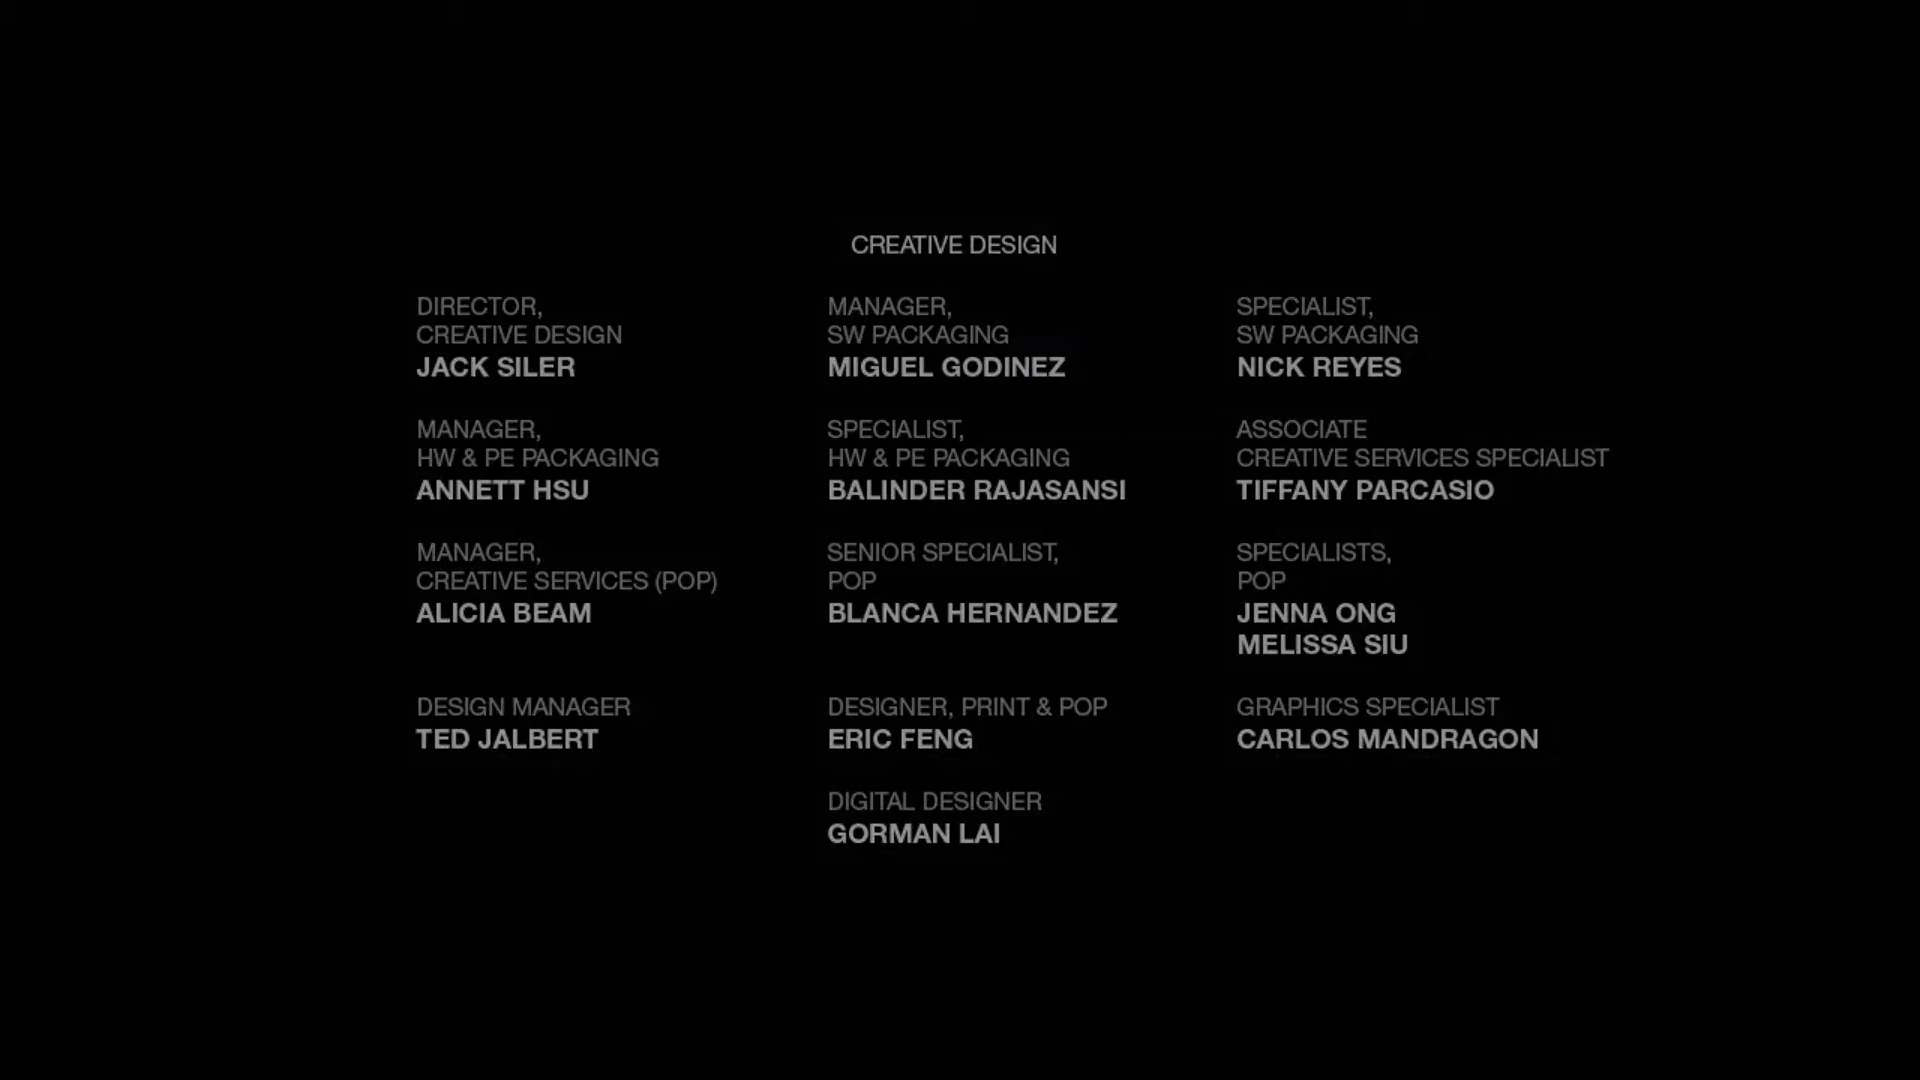 CREATIVE DESIGN
DIRECTOR,
CREATIVE DESIGN
JACK SILER
MANAGER,
SW PACKAGING
MIGUEL GODINEZ
SPECIALIST,
SW PACKAGING
NICK REYES
MANAGER,
HW & PE PACKAGING
ANNETT HSU
SPECIALIST,
HW & PE PACKAGING
BALINDER RAJASANSI
ASSOCIATE
CREATIVE SERVICES SPECIALIST
TIFFANY PARCASIO
MANAGER,
CREATIVE SERVICES (POP)
ALICIA BEAM
SENIOR SPECIALIST,
POP
BLANCA HERNANDEZ
SPECIALISTS,
POP
JENNA ONG
MELISSA SIU
DESIGN MANAGER
TED JALBERT
DESIGNER, PRINT & POP
ERIC FENG
GRAPHICS SPECIALIST
CARLOS MANDRAGON
DIGITAL DESIGNER
GORMAN LAI